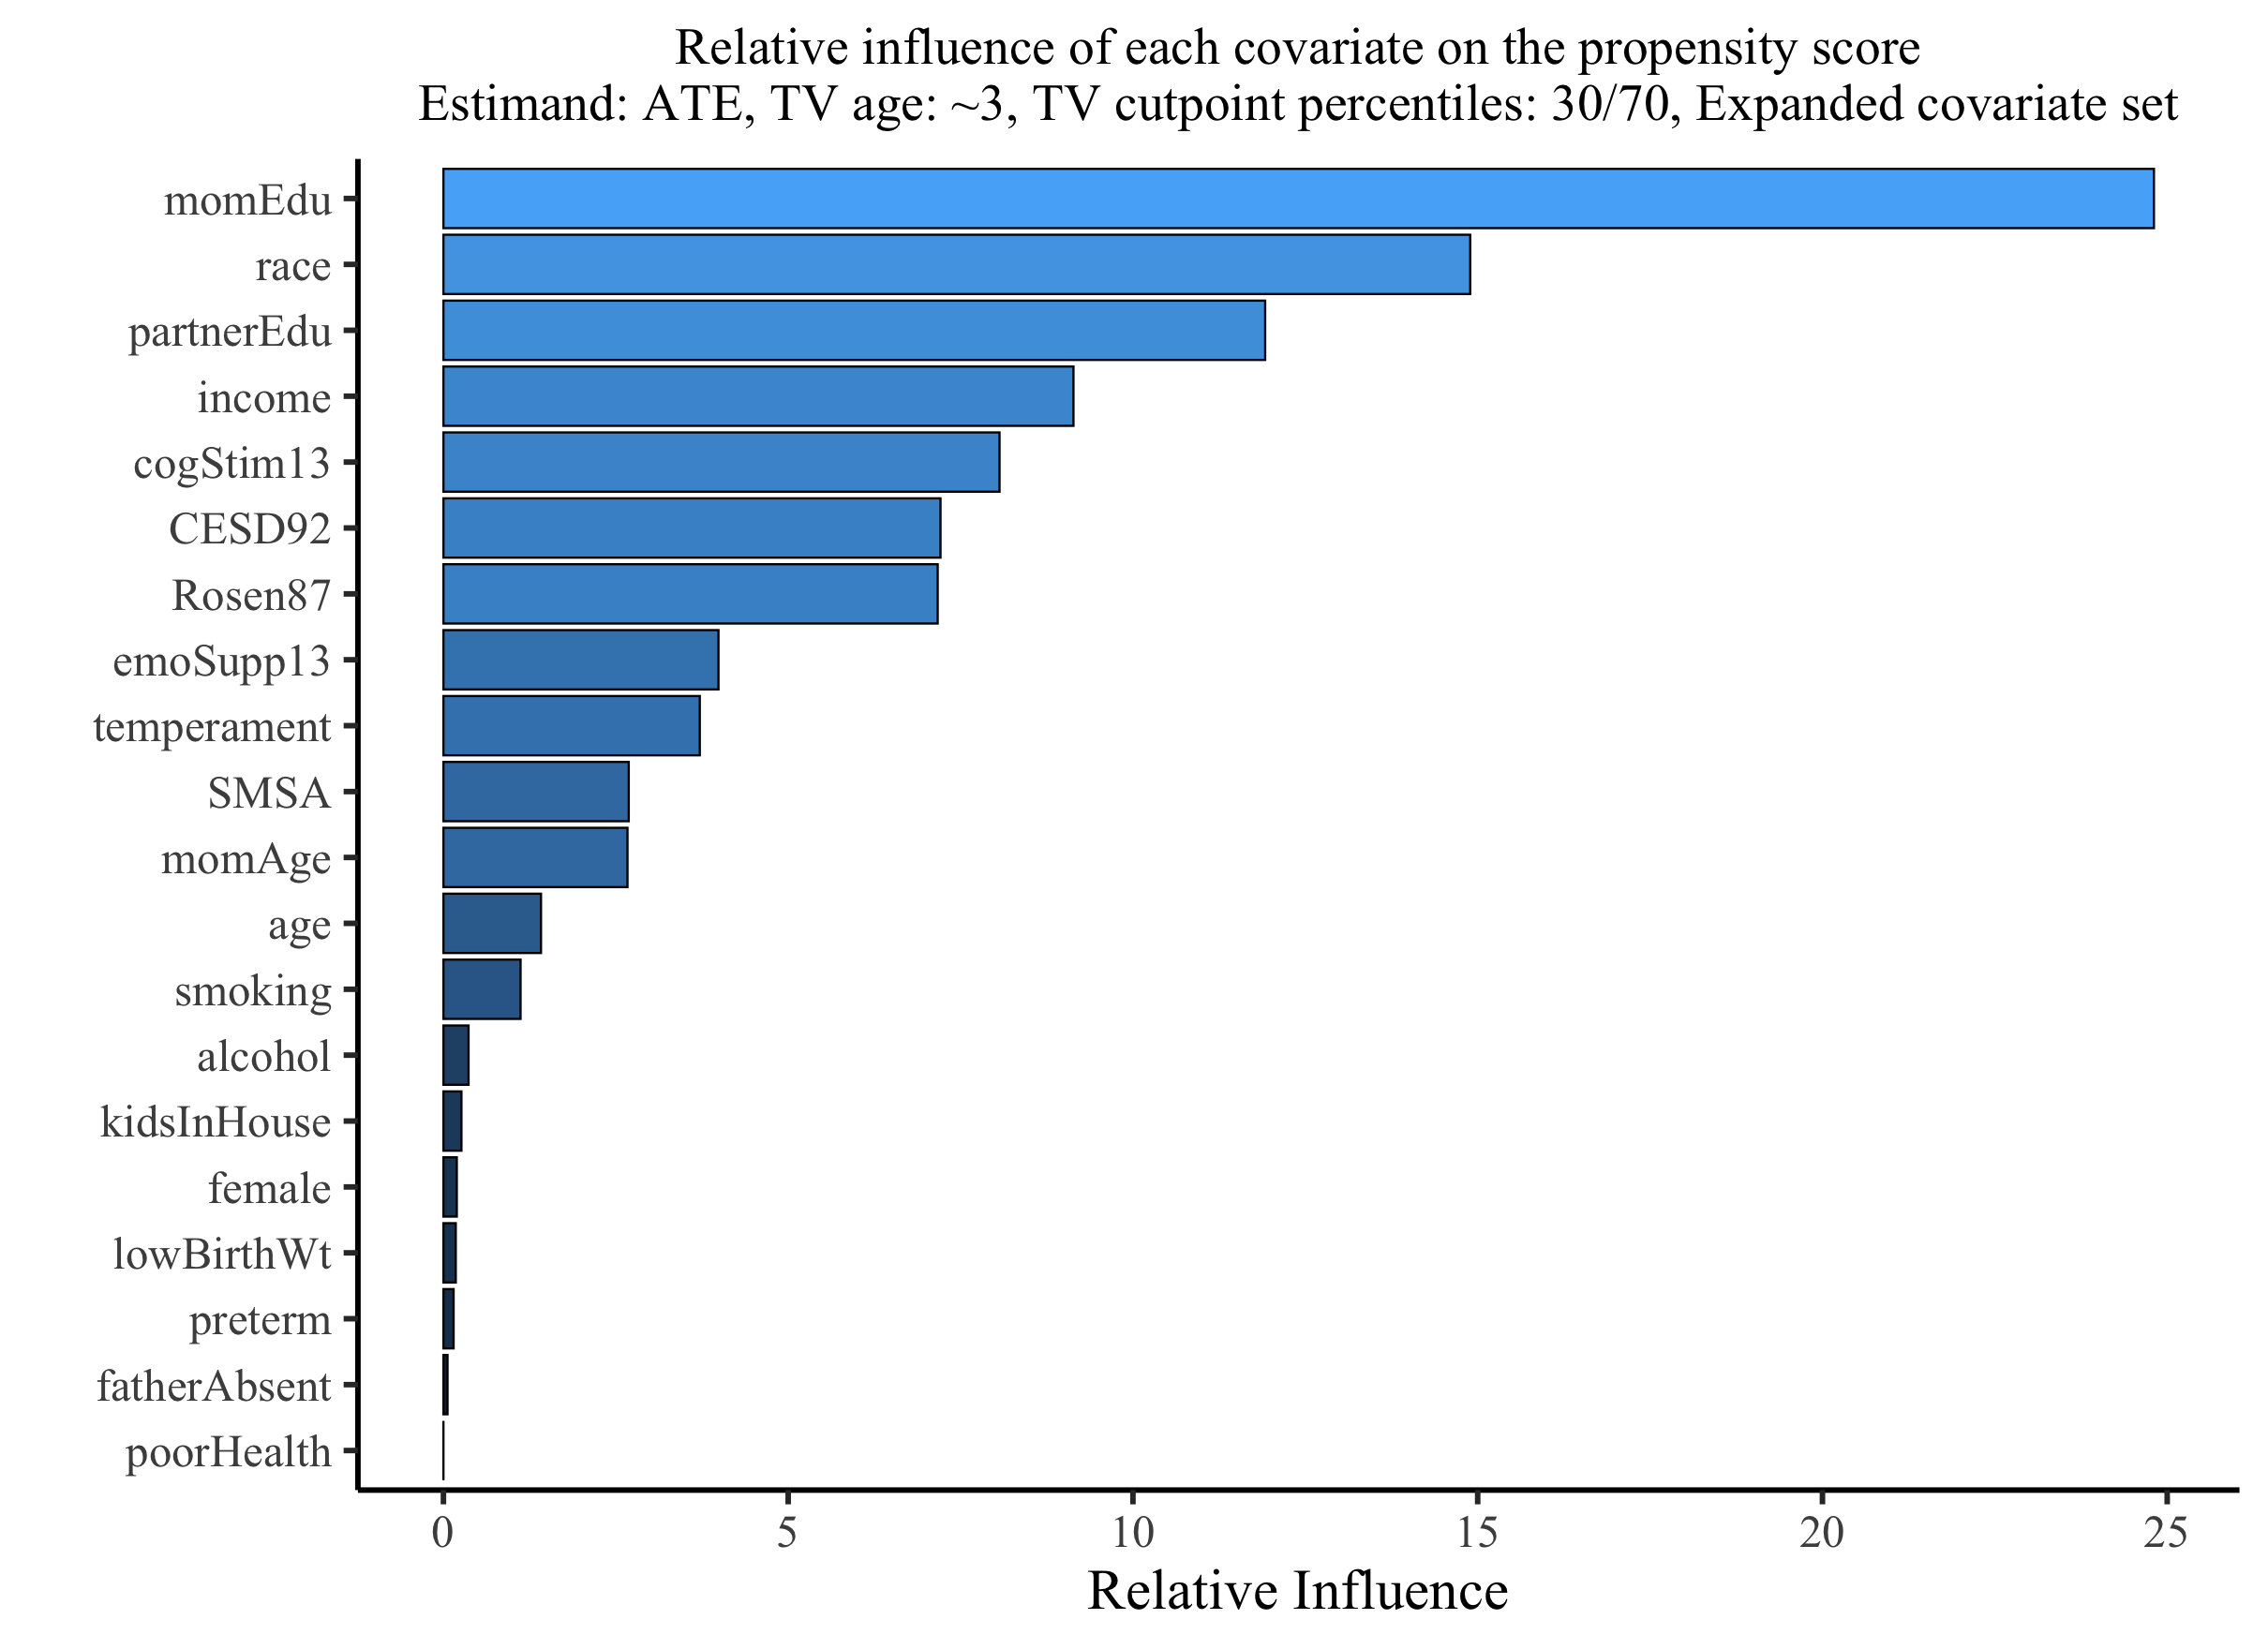 Relative influence of each covariate on the propensity score
Estimand: ATE, TV age: ~3, TV cutpoint percentiles: 30/70, Expanded covariate set
momEdu
race
partnerEdu
income
cogStim13
CESD92
Rosen87
emoSupp13
temperament
SMSA
momAge
age
smoking
alcohol
kidsInHouse
female
lowBirthWt
preterm
fatherAbsent
poorHealth
0 5 10 15 20 25
Relative Influence